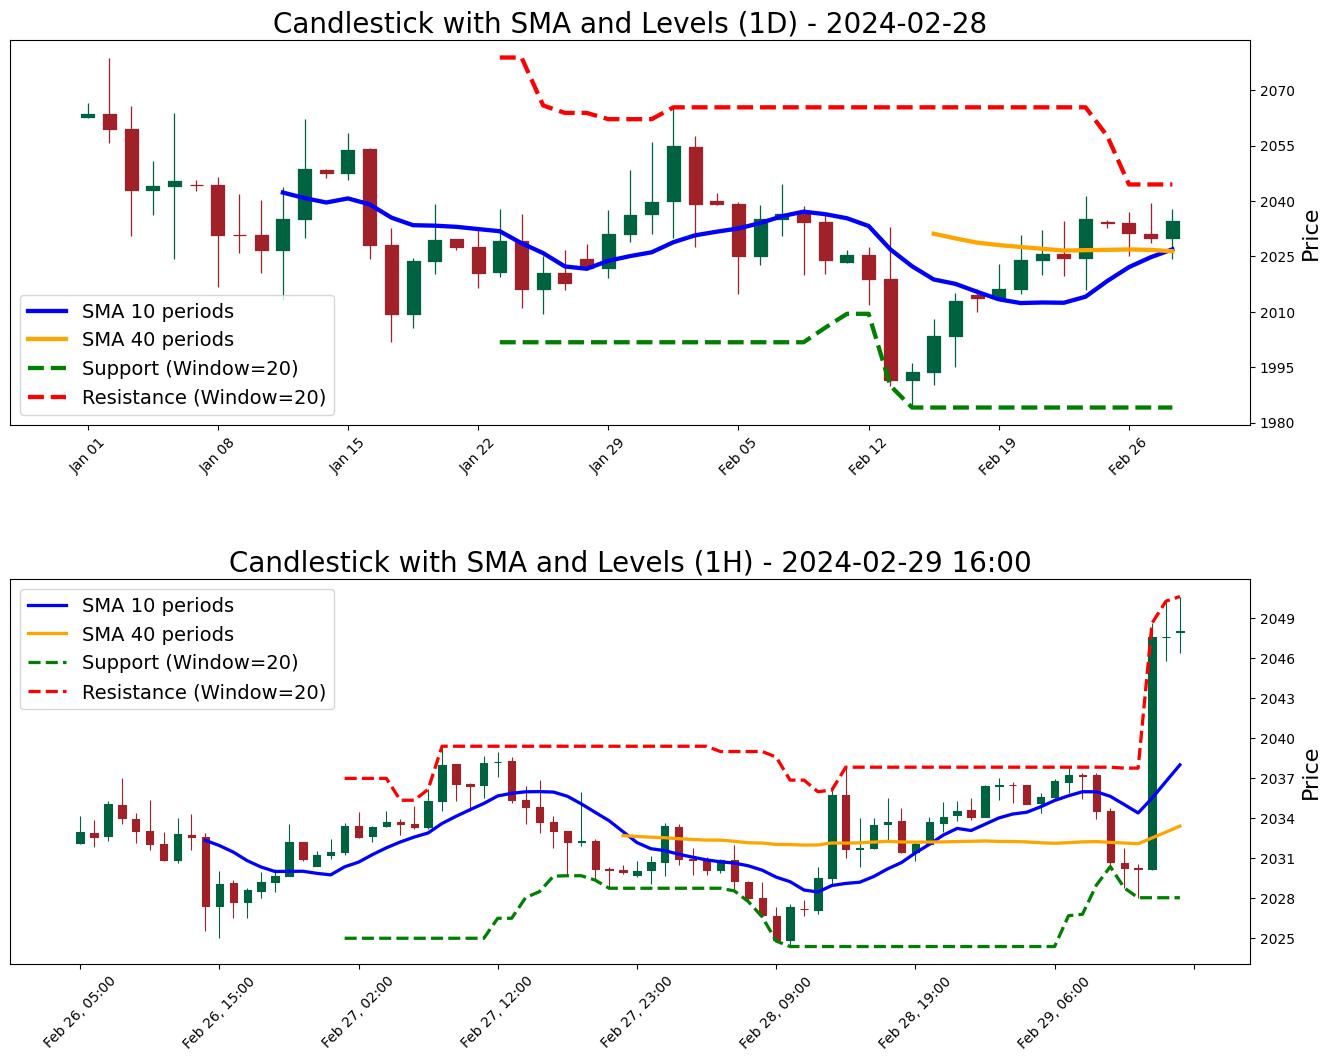 Candlestick with SMA and Levels (1D) - 2024-02-28
2070
2055
2040
2025
2010
1995
1980
Price
SMA 10 periods
SMA 40 periods
Support (Window=20)
Resistance (Window=20)
Jan 01
Jan 08
Jan 15
Jan 22
Jan 29
Feb 05
Feb 12
Feb 19
Feb 26
Candlestick with SMA and Levels (1H) - 2024-02-29 16:00
SMA 10 periods
SMA 40 periods
Support (Window=20)
Resistance (Window=20)
2049
2046
2043
2040
2037
2034
2031
2028
2025
Price
Feb 26, 05:00
Feb 26, 15:00
Feb 27, 02:00
Feb 27, 12:00
Feb 27, 23:00
Feb 28, 09:00
Feb 28, 19:00
Feb 29, 06:00